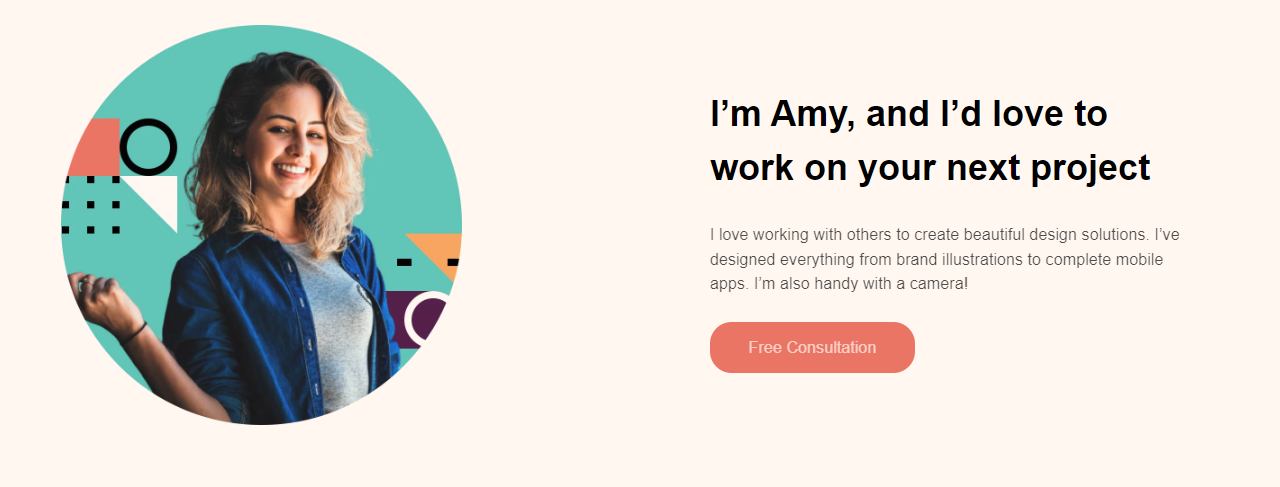 I’m Amy, and I’d love to
work on your next project
I love working with others to create beautiful design solutions. I’ve
designed everything from brand illustrations to complete mobile
apps. I’m also handy with a camera!
Free Consultation